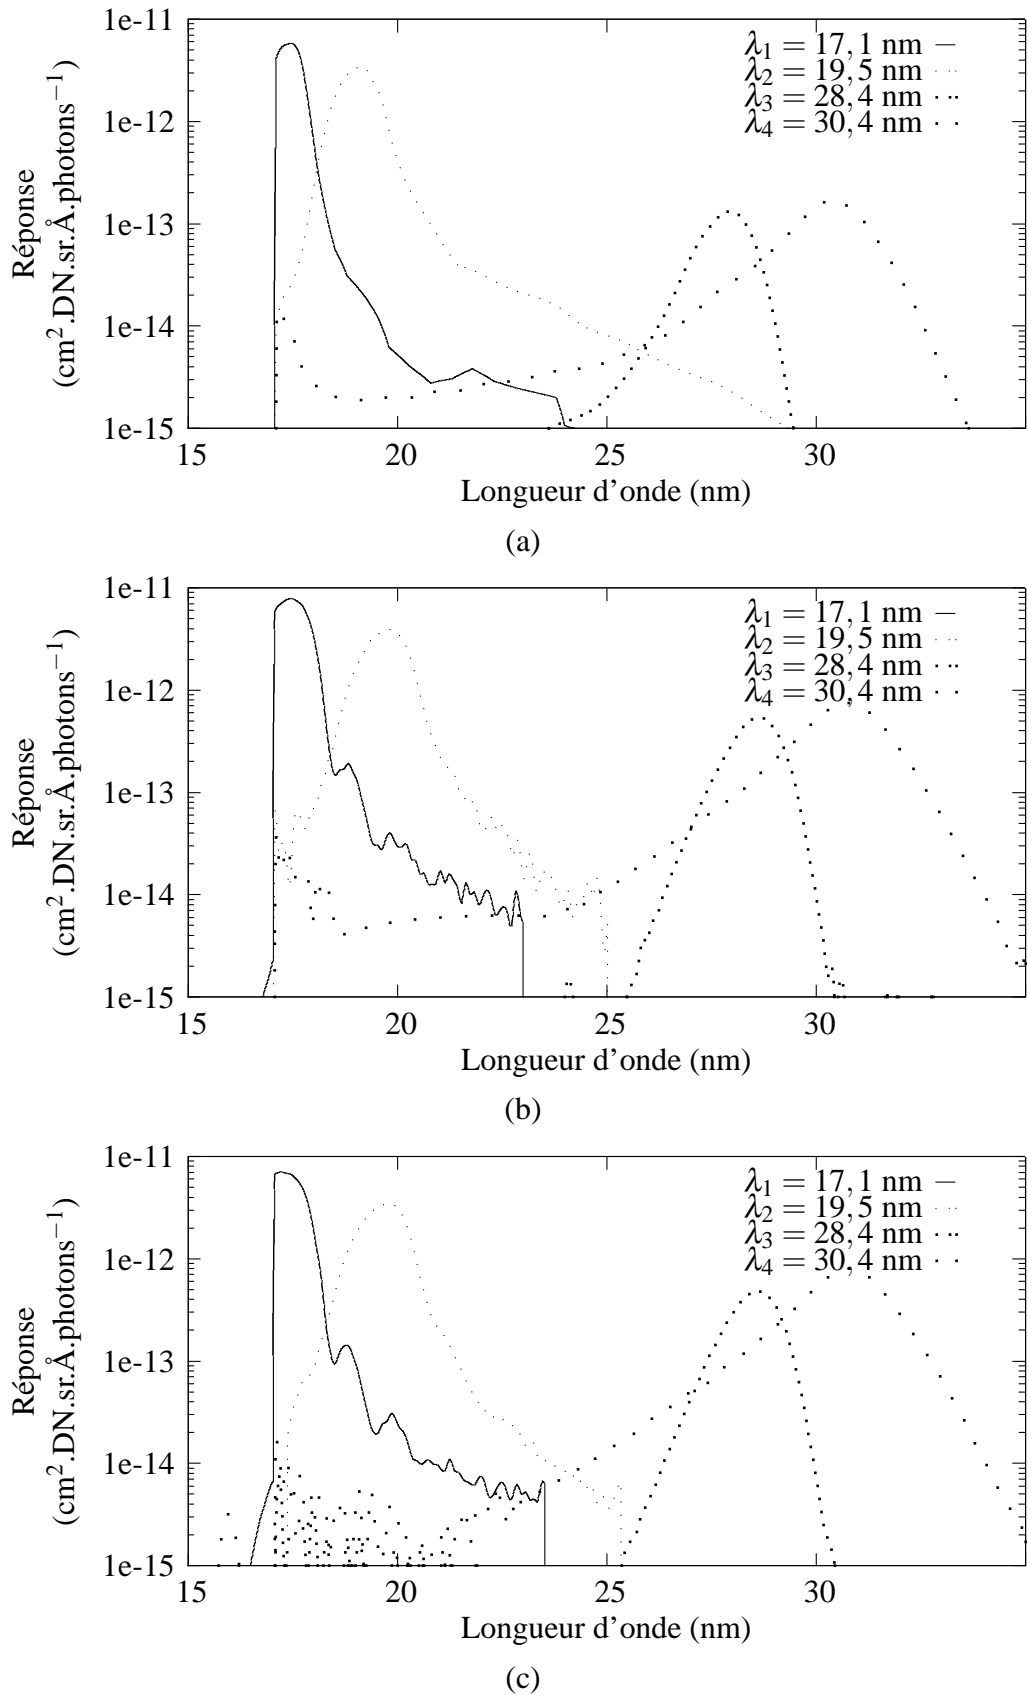 1e-11
1e-12
1e-13
1e-14
1e-15
Réponse
(cm².DN.sr.Å.photons⁻¹)
λ₁ = 17,1 nm
λ₂ = 19,5 nm
λ₃ = 28,4 nm
λ₄ = 30,4 nm
15 20 25 30
Longueur d'onde (nm)
(a)
1e-11
1e-12
1e-13
1e-14
1e-15
Réponse
(cm².DN.sr.Å.photons⁻¹)
λ₁ = 17,1 nm
λ₂ = 19,5 nm
λ₃ = 28,4 nm
λ₄ = 30,4 nm
15 20 25 30
Longueur d'onde (nm)
(b)
1e-11
1e-12
1e-13
1e-14
1e-15
Réponse
(cm².DN.sr.Å.photons⁻¹)
λ₁ = 17,1 nm
λ₂ = 19,5 nm
λ₃ = 28,4 nm
λ₄ = 30,4 nm
15 20 25 30
Longueur d'onde (nm)
(c)